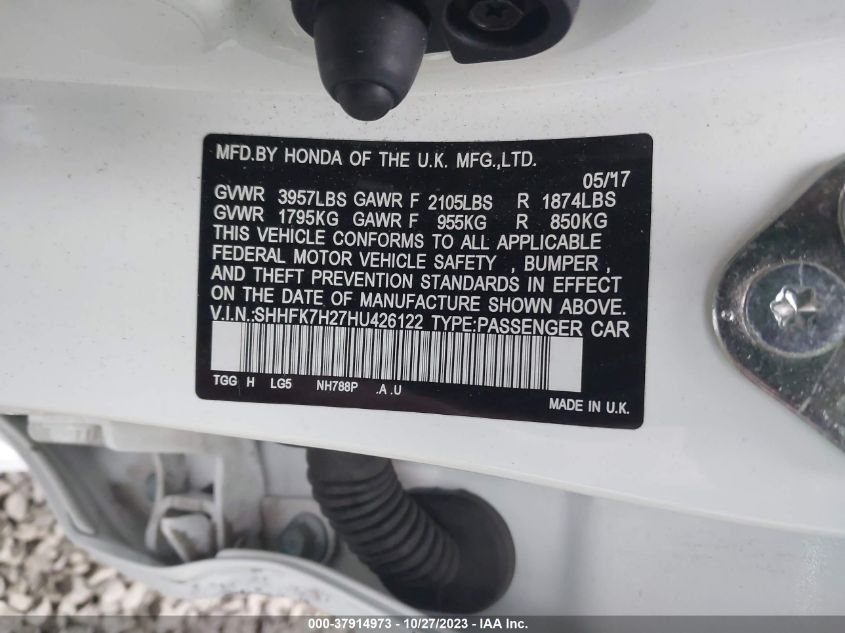 MFD.BY HONDA OF THE U.K. MFG.,LTD.
05/17
GVWR 3957LBS GAWR F 2105LBS R 1874LBS
GVWR 1795KG GAWR F 955KG R 850KG
THIS VEHICLE CONFORMS TO ALL APPLICABLE
FEDERAL MOTOR VEHICLE SAFETY , BUMPER ,
AND THEFT PREVENTION STANDARDS IN EFFECT
ON THE DATE OF MANUFACTURE SHOWN ABOVE.
V.I.N.:SHHFK7H27HU426122 TYPE:PASSENGER CAR
TGG H LG5 NH788P .A .U
MADE IN U.K.
000-37914973 - 10/27/2023 - IAA Inc.